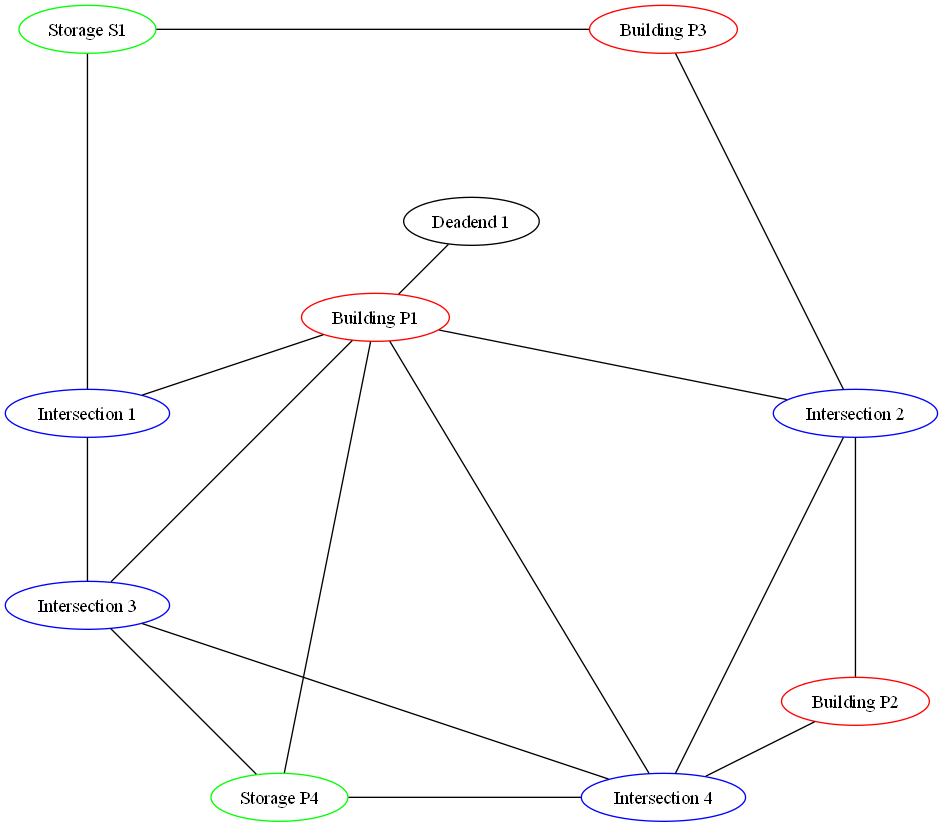 Storage S1
Building P3
Deadend 1
Building P1
Intersection 1
Intersection 2
Intersection 3
Building P2
Storage P4
Intersection 4